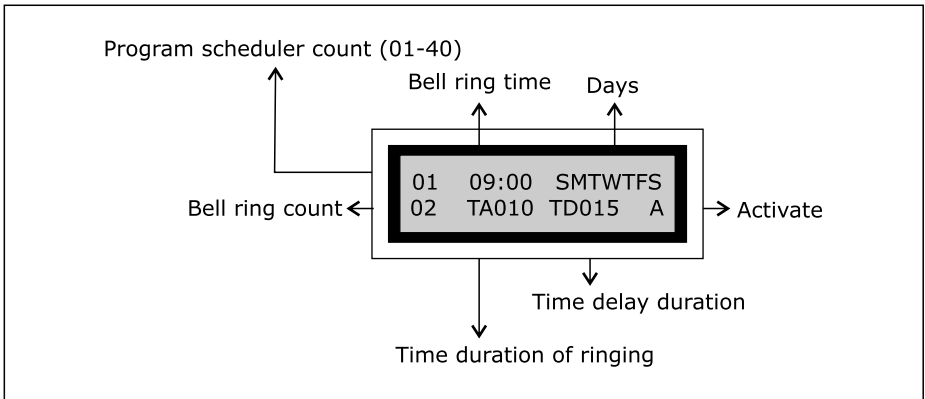 Program scheduler count (01-40)
Bell ring time
Days
01 09:00 SMTWTFS
Bell ring count
02 TA010 TD015 A
Activate
Time delay duration
Time duration of ringing